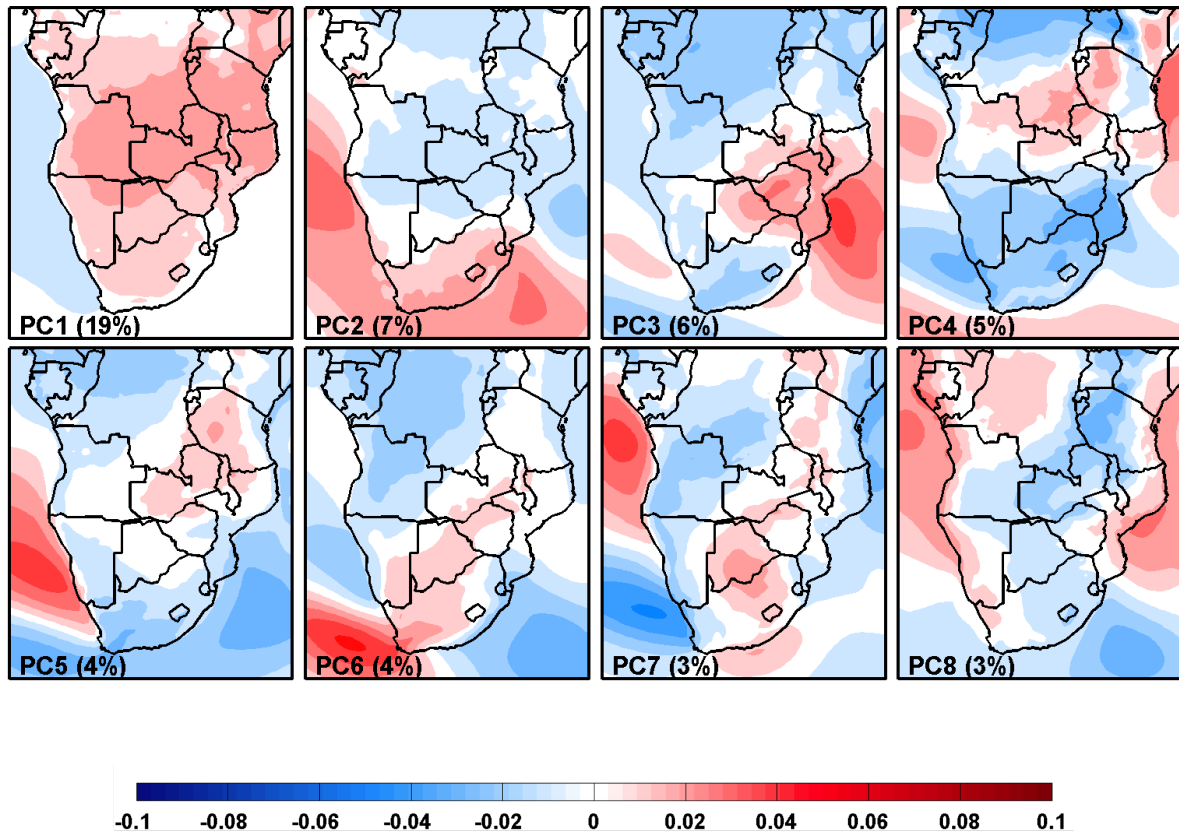 PC1 (19%)
PC2 (7%)
PC3 (6%)
PC4 (5%)
PC5 (4%)
PC6 (4%)
PC7 (3%)
PC8 (3%)
-0.1 -0.08 -0.06 -0.04 -0.02 0 0.02 0.04 0.06 0.08 0.1